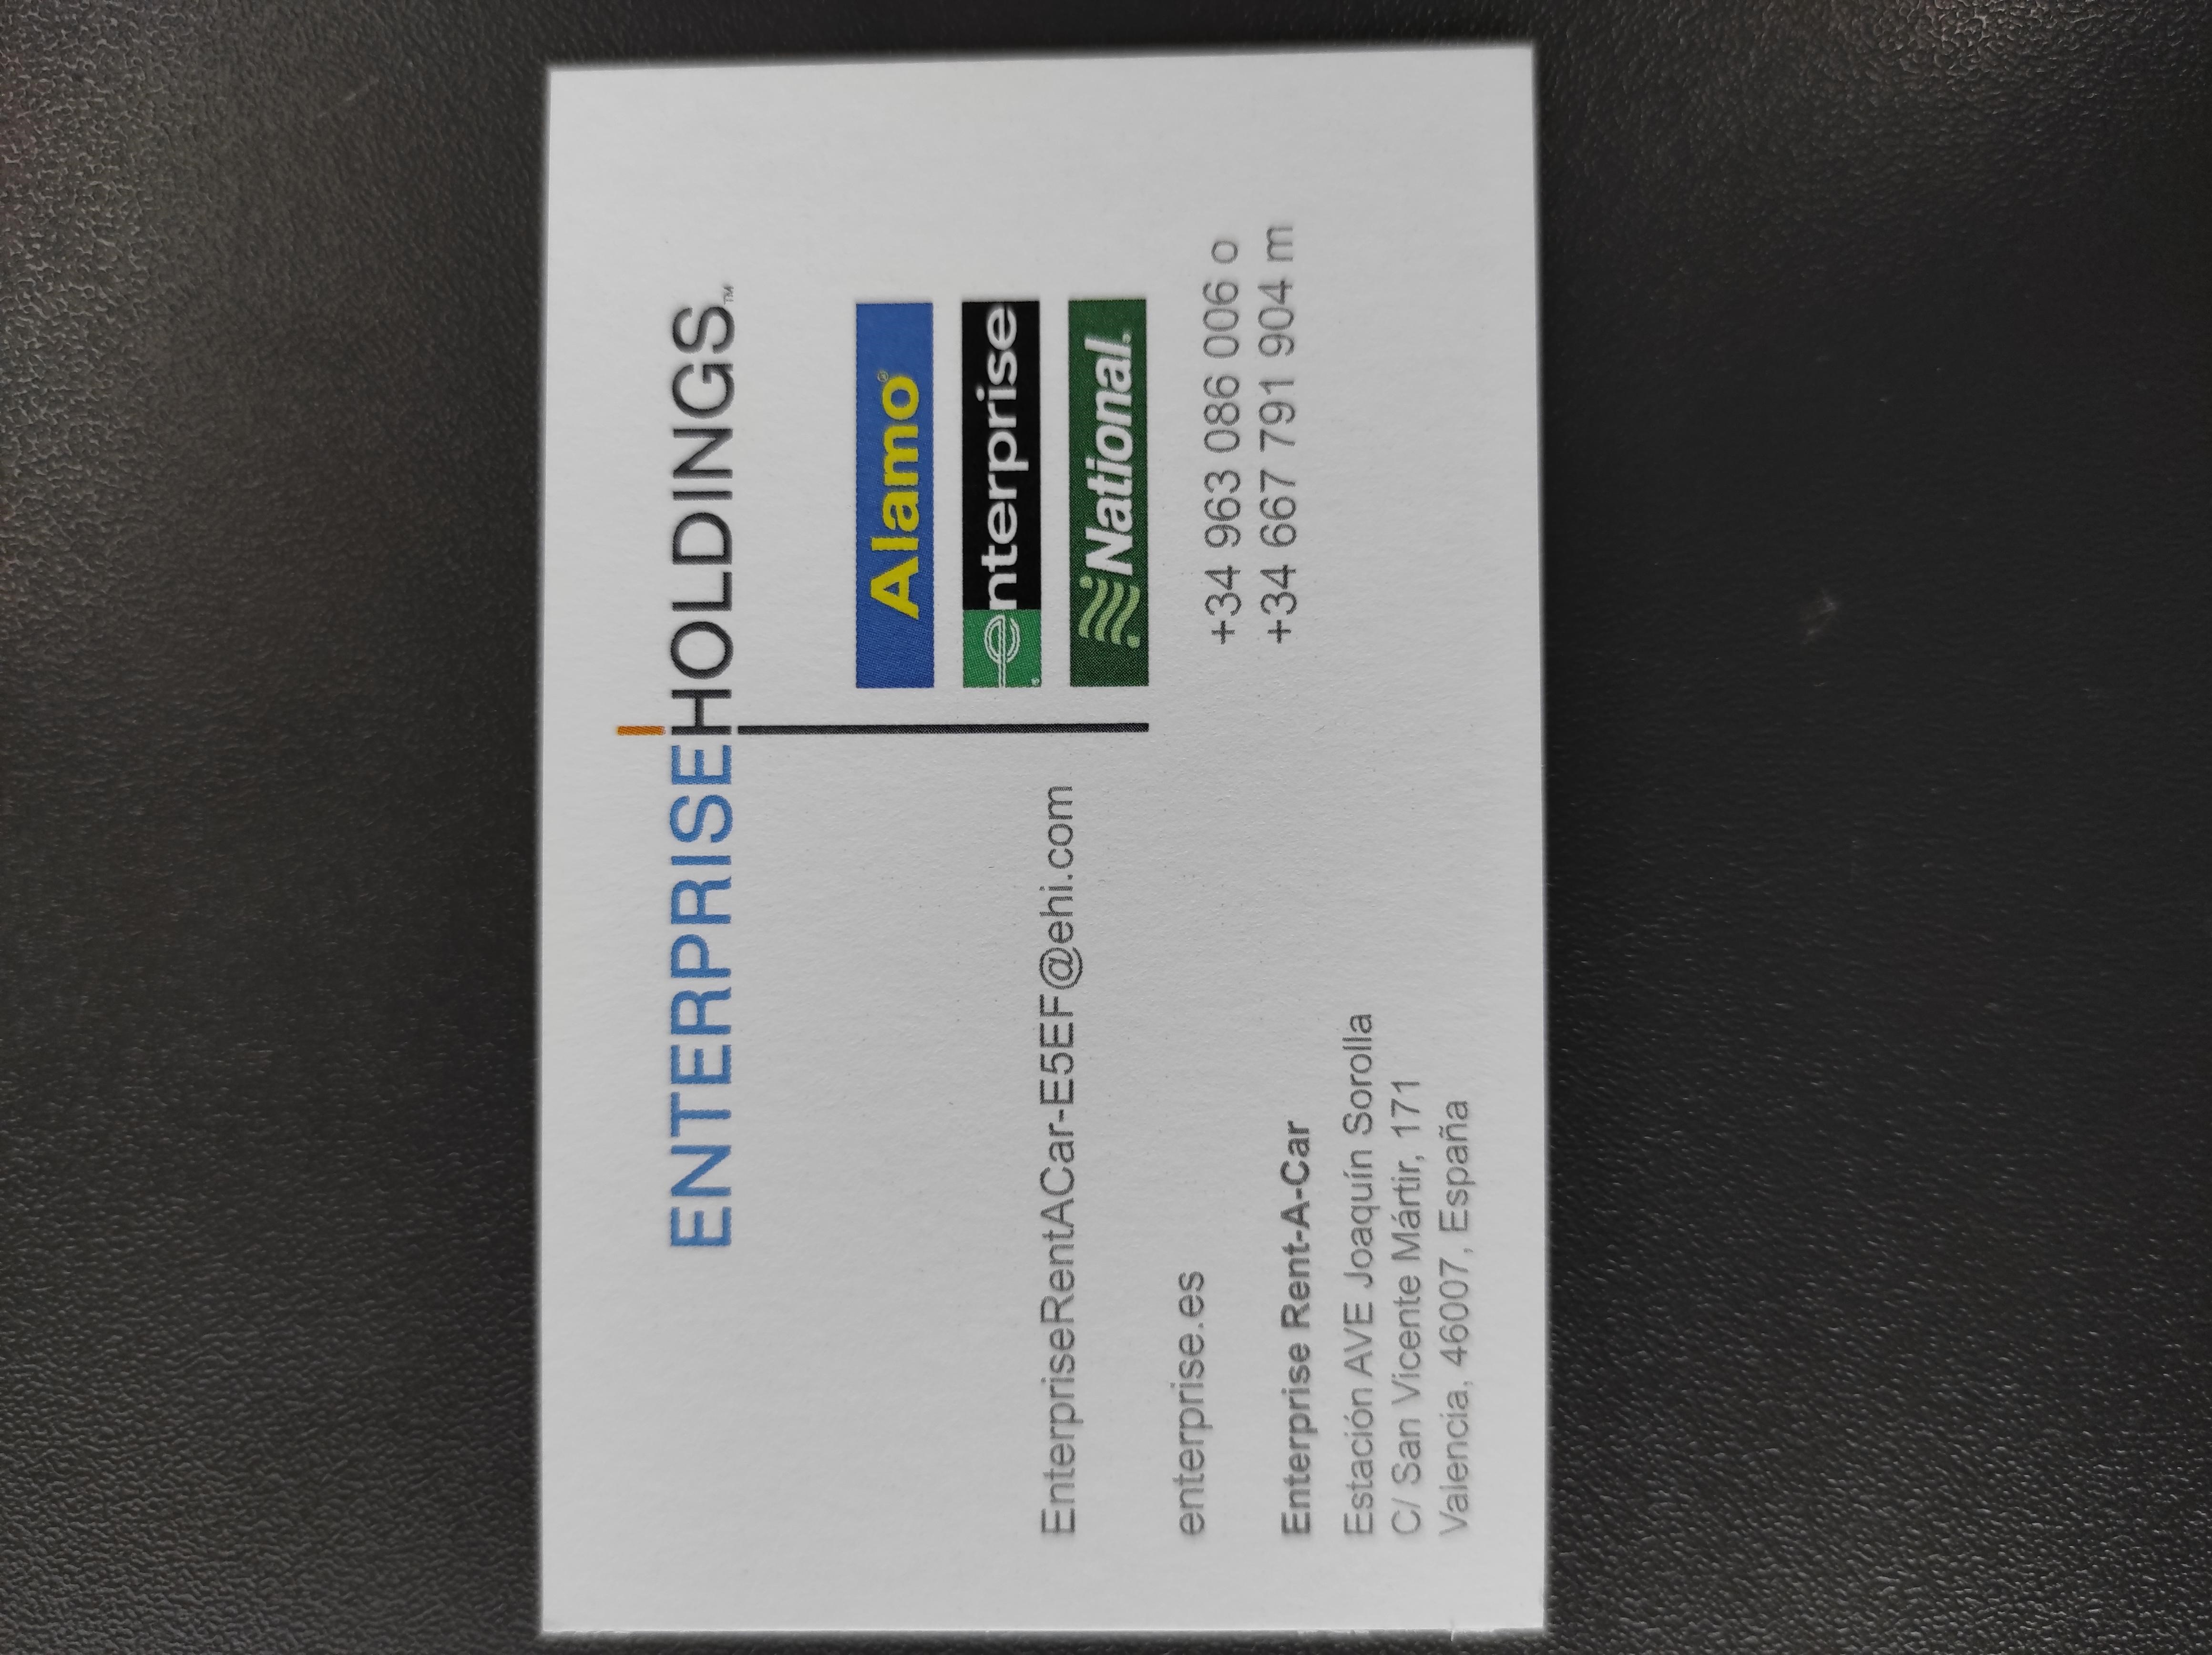 ENTERPRISEHOLDINGS™
Alamo®
enterprise
National.
EnterpriseRentACar-E5EF@ehi.com
enterprise.es
+34 963 086 006 o
+34 667 791 904 m
Enterprise Rent-A-Car
Estación AVE Joaquín Sorolla
C/ San Vicente Mártir, 171
Valencia, 46007, España